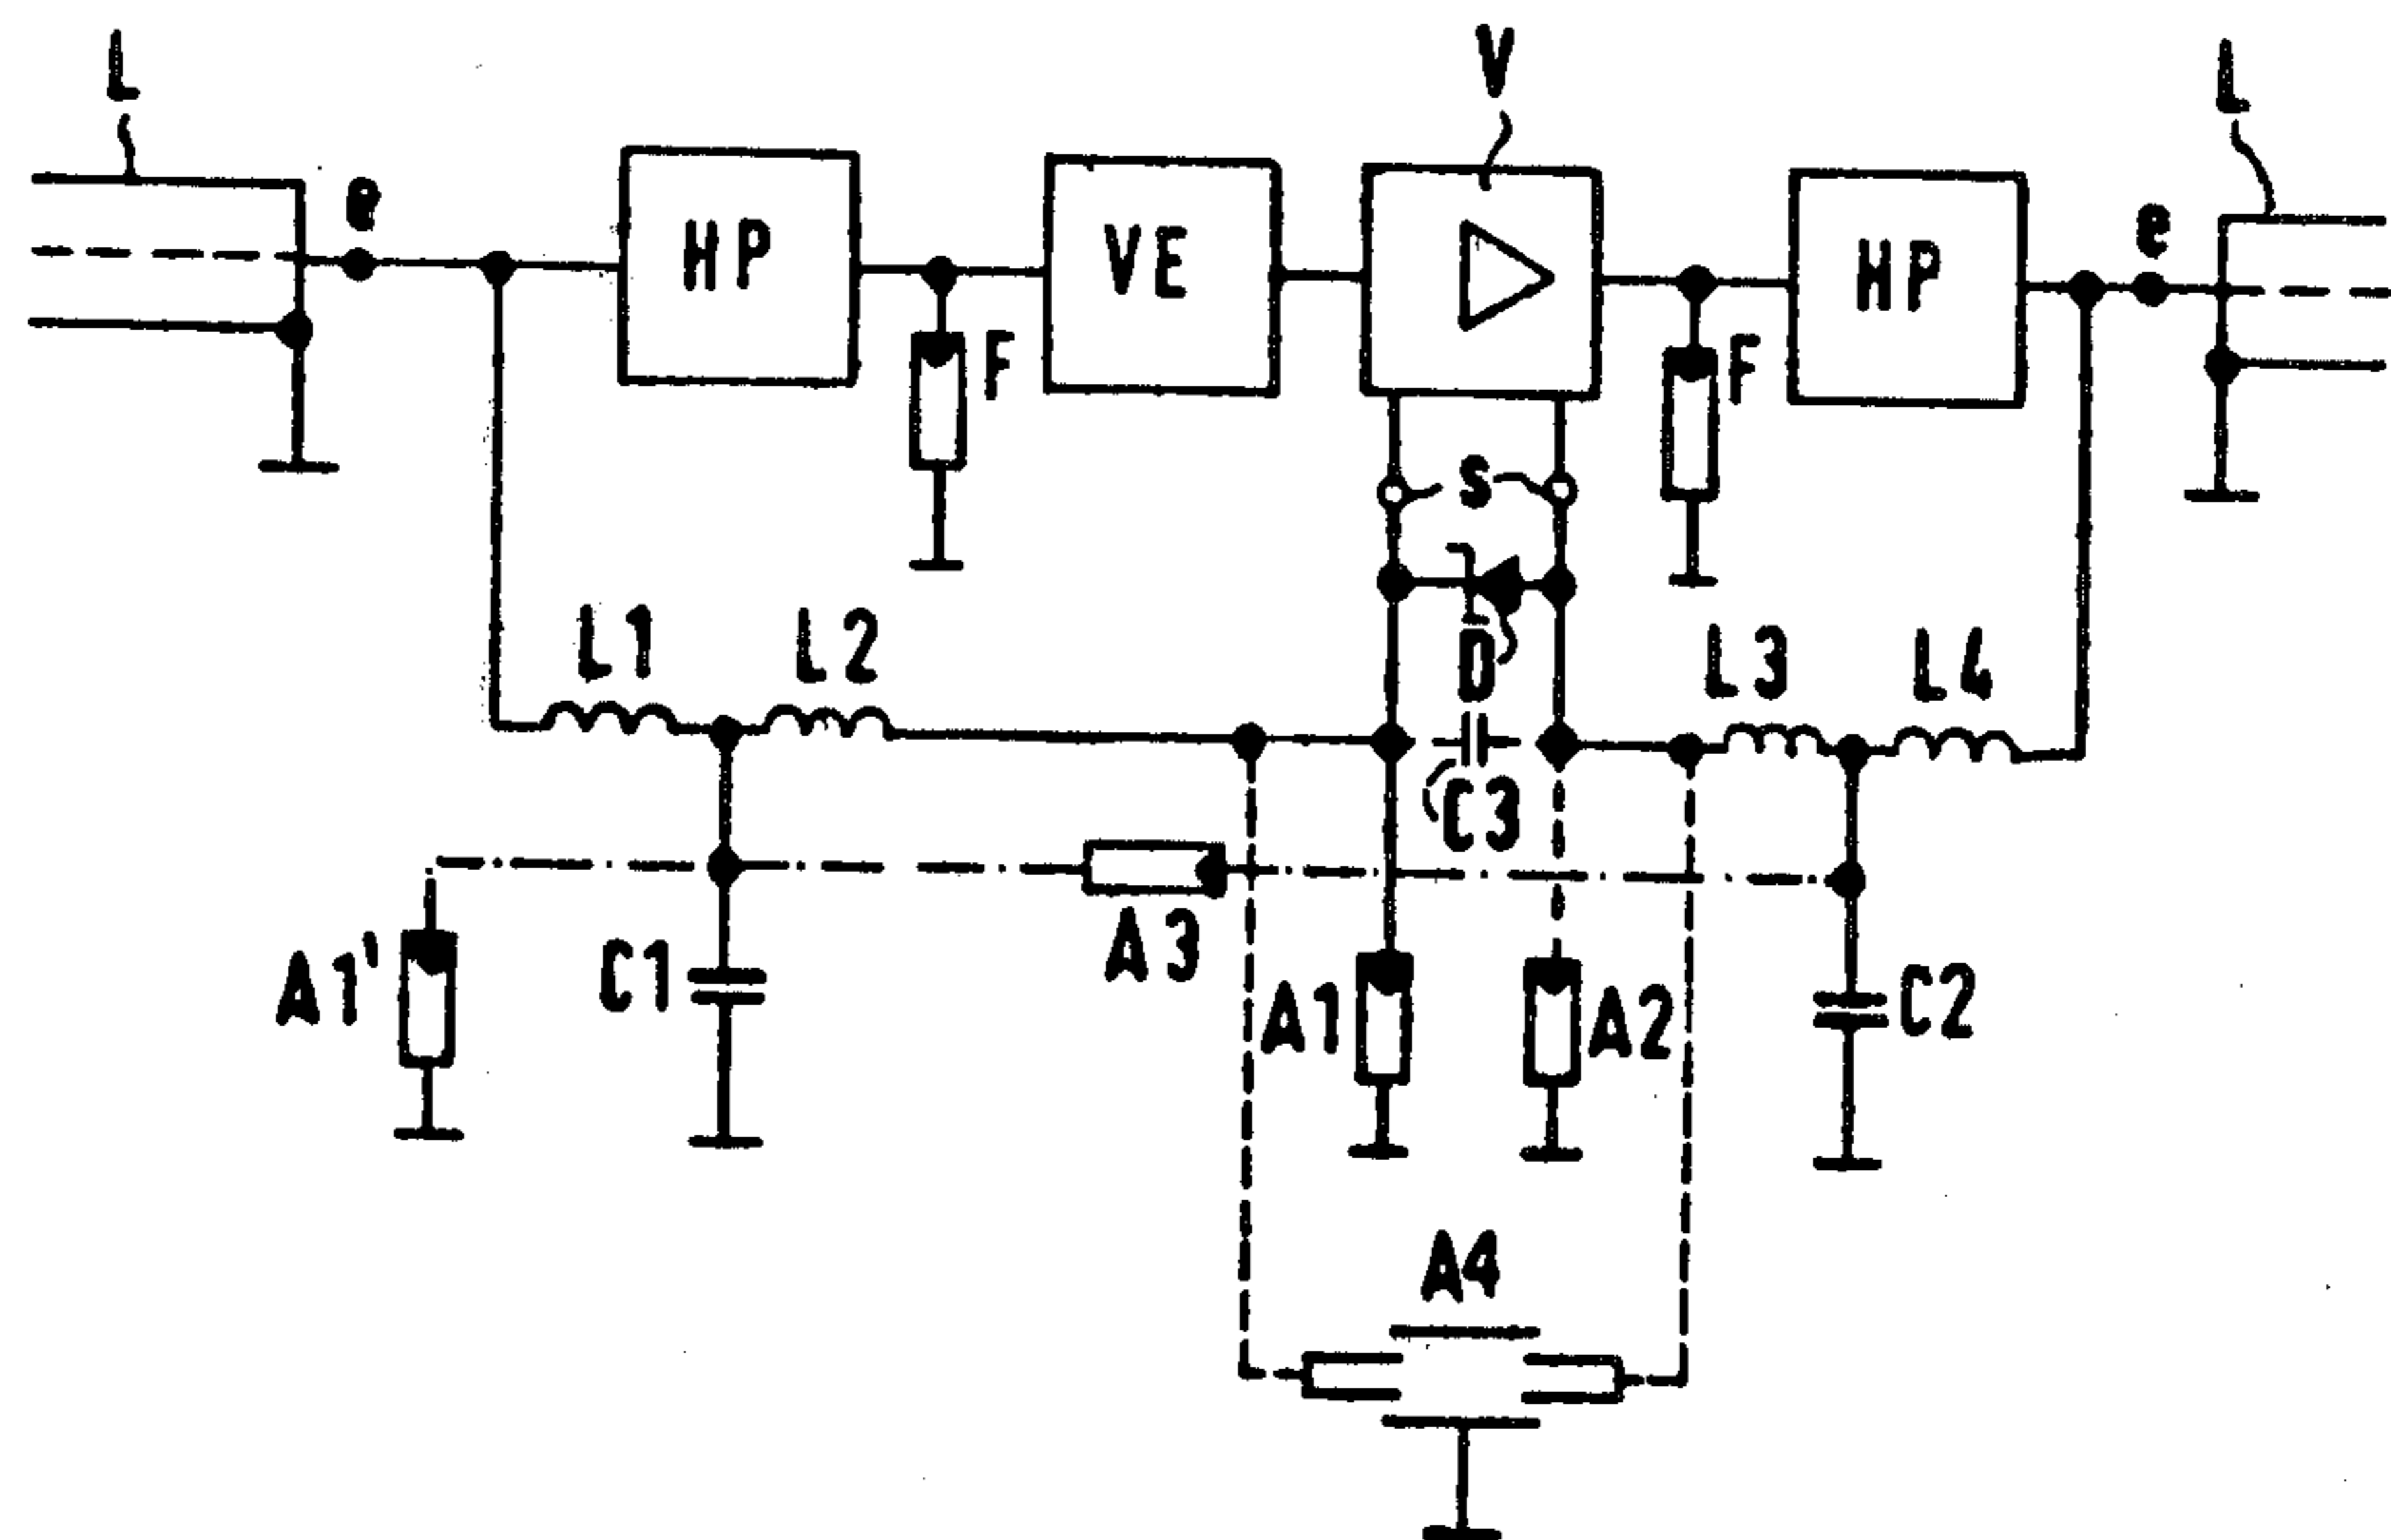 L V L
e HP VE HP e
F F
s
D
L1 L2 L3 L4
C3
A3
A1' C1 A1 A2 C2
A4